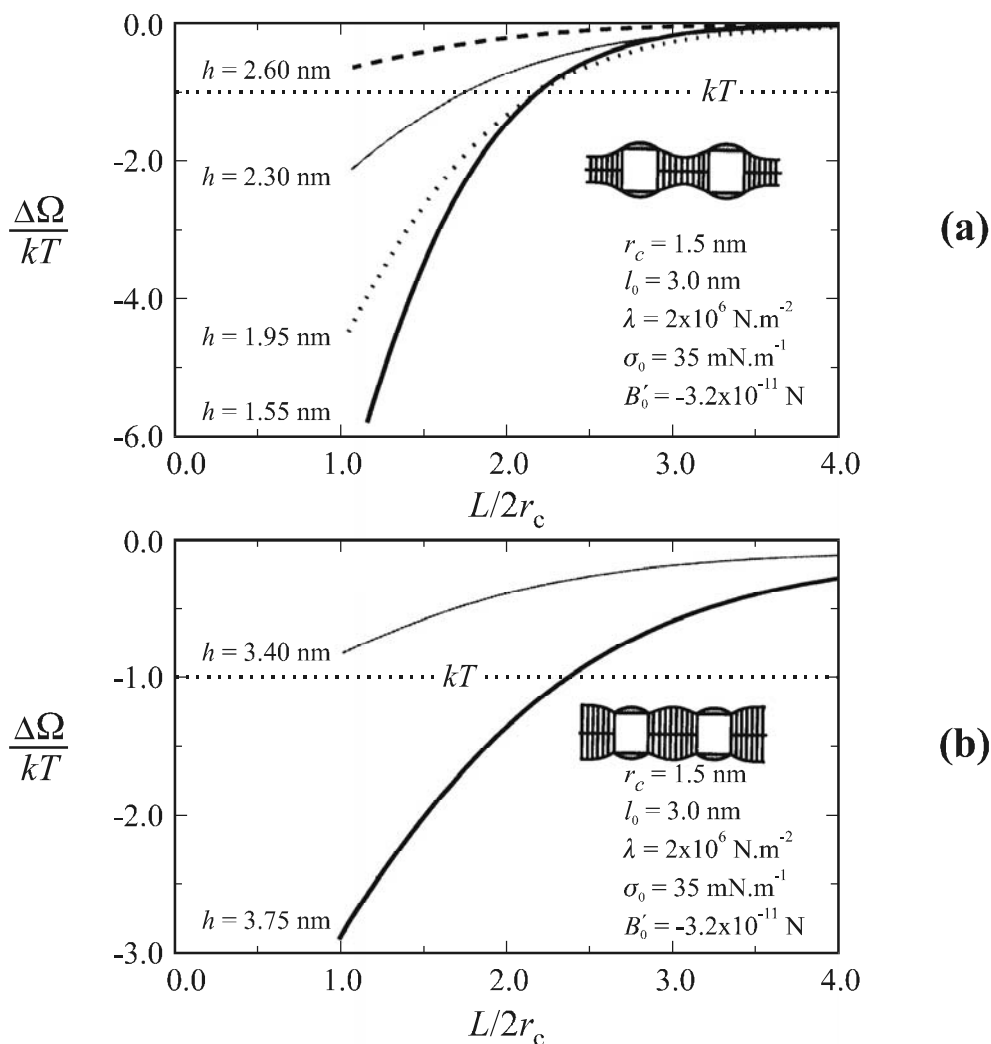 0.0
h = 2.60 nm
kT
h = 2.30 nm
-2.0
ΔΩ
kT
(a)
r_c = 1.5 nm
l_0 = 3.0 nm
-4.0
h = 1.95 nm
λ = 2x10^6 N.m^-2
σ_0 = 35 mN.m^-1
h = 1.55 nm
B'_0 = -3.2x10^-11 N
-6.0
0.0 1.0 2.0 3.0 4.0
L/2r_c
0.0
h = 3.40 nm
-1.0
kT
ΔΩ
kT
(b)
r_c = 1.5 nm
l_0 = 3.0 nm
-2.0
λ = 2x10^6 N.m^-2
σ_0 = 35 mN.m^-1
h = 3.75 nm
B'_0 = -3.2x10^-11 N
-3.0
0.0 1.0 2.0 3.0 4.0
L/2r_c